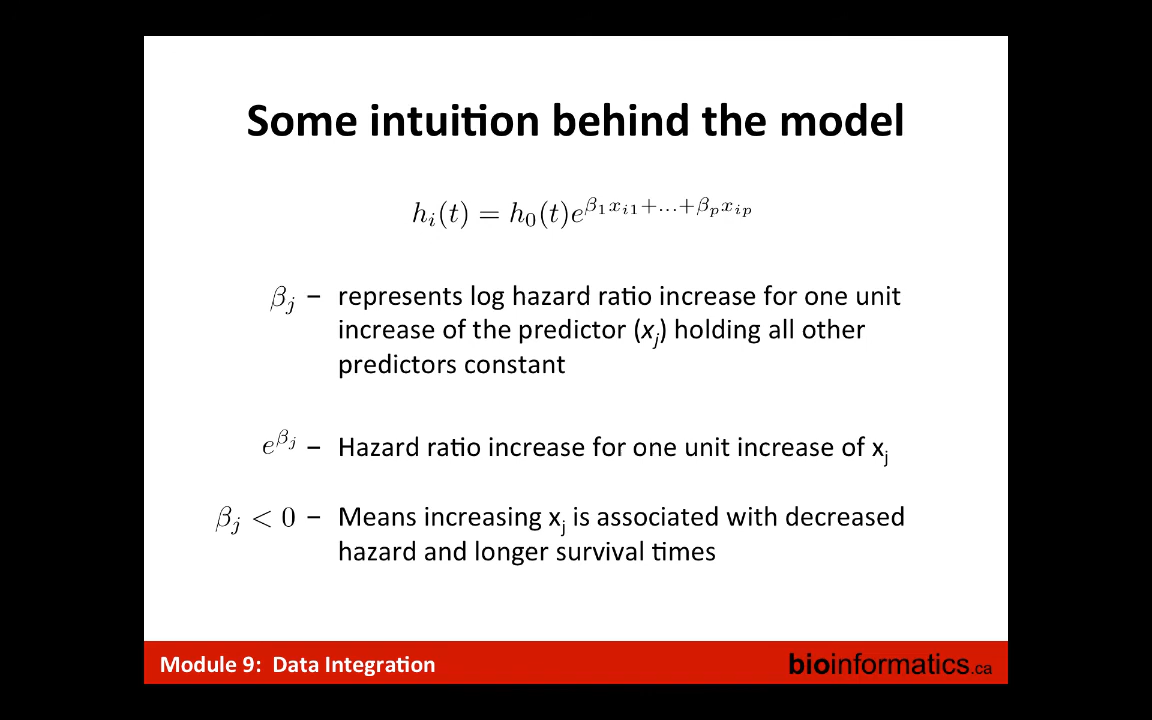 Some intuition behind the model
hᵢ(t) = h₀(t)e^{β₁xᵢ₁+...+βₚxᵢₚ}
βⱼ – represents log hazard ratio increase for one unit
increase of the predictor (xⱼ) holding all other
predictors constant
e^{βⱼ} – Hazard ratio increase for one unit increase of xⱼ
βⱼ < 0 – Means increasing xⱼ is associated with decreased
hazard and longer survival times
Module 9: Data Integration bioinformatics.ca